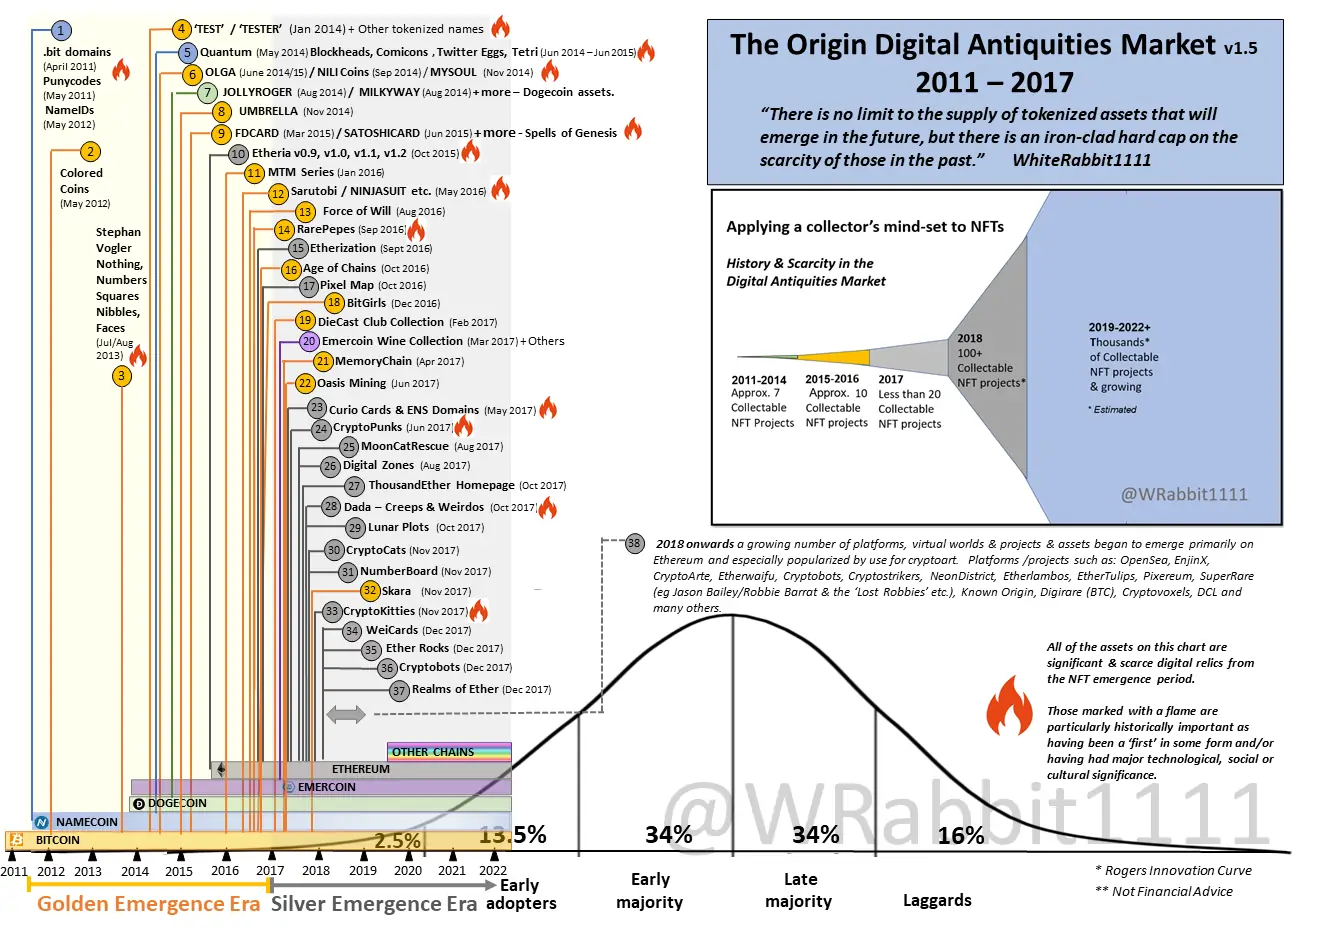 1
.bit domains
(April 2011)
Punycodes
(May 2011)
NameIDs
(May 2012)
2
Colored
Coins
(May 2012)
Stephan
Vogler
Nothing,
Numbers
Squares
Nibbles,
Faces
(Jul/Aug
2013)
3
4 ‘TEST’ / ‘TESTER’ (Jan 2014) + Other tokenized names
5 Quantum (May 2014) Blockheads, Comicons , Twitter Eggs, Tetri (Jun 2014 – Jun 2015)
6 OLGA (June 2014/15) / NILI Coins (Sep 2014) / MYSOUL (Nov 2014)
7 JOLLYROGER (Aug 2014) / MILKYWAY (Aug 2014) + more – Dogecoin assets.
8 UMBRELLA (Nov 2014)
9 FDCARD (Mar 2015) / SATOSHICARD (Jun 2015) + more - Spells of Genesis
10 Etheria v0.9, v1.0, v1.1, v1.2 (Oct 2015)
11 MTM Series (Jan 2016)
12 Sarutobi / NINJASUIT etc. (May 2016)
13 Force of Will (Aug 2016)
14 RarePepes (Sep 2016)
15 Etherization (Sept 2016)
16 Age of Chains (Oct 2016)
17 Pixel Map (Oct 2016)
18 BitGirls (Dec 2016)
19 DieCast Club Collection (Feb 2017)
20 Emercoin Wine Collection (Mar 2017) + Others
21 MemoryChain (Apr 2017)
22 Oasis Mining (Jun 2017)
23 Curio Cards & ENS Domains (May 2017)
24 CryptoPunks (Jun 2017)
25 MoonCatRescue (Aug 2017)
26 Digital Zones (Aug 2017)
27 ThousandEther Homepage (Oct 2017)
28 Dada – Creeps & Weirdos (Oct 2017)
29 Lunar Plots (Oct 2017)
30 CryptoCats (Nov 2017)
31 NumberBoard (Nov 2017)
32 Skara (Nov 2017)
33 CryptoKitties (Nov 2017)
34 WeiCards (Dec 2017)
35 Ether Rocks (Dec 2017)
36 Cryptobots (Dec 2017)
37 Realms of Ether (Dec 2017)
OTHER CHAINS
ETHEREUM
EMERCOIN
DOGECOIN
NAMECOIN
BITCOIN
The Origin Digital Antiquities Market v1.5
2011 – 2017
“There is no limit to the supply of tokenized assets that will
emerge in the future, but there is an iron-clad hard cap on the
scarcity of those in the past.” WhiteRabbit1111
Applying a collector’s mind-set to NFTs
History & Scarcity in the
Digital Antiquities Market
2011-2014
Approx. 7
Collectable
NFT Projects
2015-2016
Approx. 10
Collectable
NFT projects
2017
Less than 20
Collectable
NFT projects
2018
100+
Collectable
NFT projects*
2019-2022+
Thousands*
of Collectable
NFT projects
& growing
* Estimated
@WRabbit1111
38 2018 onwards a growing number of platforms, virtual worlds & projects & assets began to emerge primarily on
Ethereum and especially popularized by use for cryptoart. Platforms /projects such as: OpenSea, EnjinX,
CryptoArte, Etherwaifu, Cryptobots, Cryptostrikers, NeonDistrict, Etherlambos, EtherTulips, Pixereum, SuperRare
(eg Jason Bailey/Robbie Barrat & the ‘Lost Robbies’ etc.), Known Origin, Digirare (BTC), Cryptovoxels, DCL and
many others.
All of the assets on this chart are
significant & scarce digital relics from
the NFT emergence period.
Those marked with a flame are
particularly historically important as
having been a ‘first’ in some form and/or
having had major technological, social or
cultural significance.
@WRabbit1111
2.5% 13.5% 34% 34% 16%
2011 2012 2013 2014 2015 2016 2017 2018 2019 2020 2021 2022
Golden Emergence Era Silver Emergence Era
Early
adopters
Early
majority
Late
majority
Laggards
* Rogers Innovation Curve
** Not Financial Advice